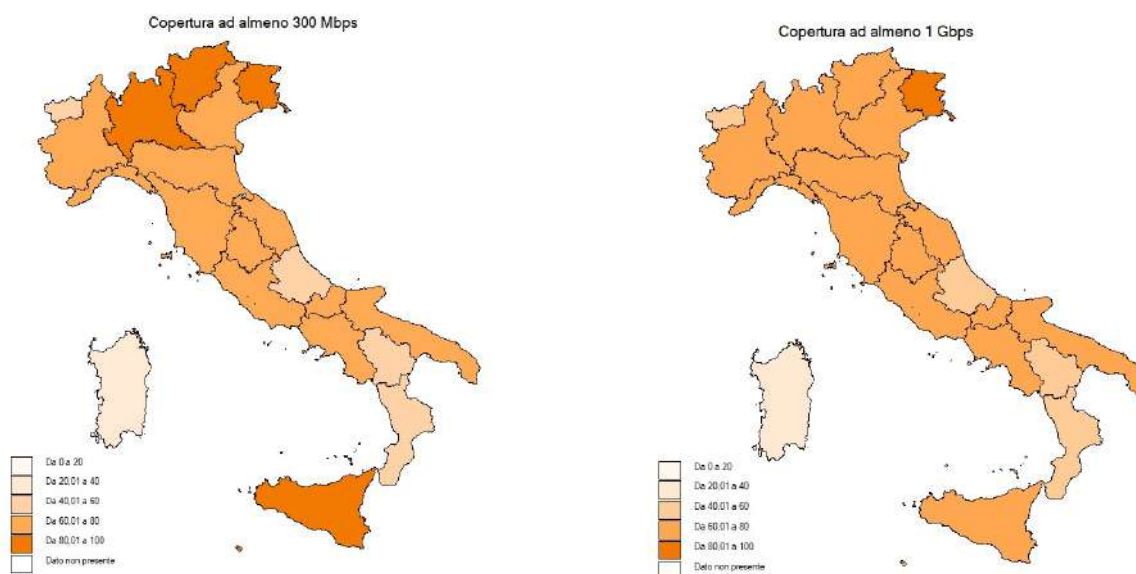 Copertura ad almeno 300 Mbps
Da 0 a 20
Da 20,01 a 40
Da 40,01 a 60
Da 60,01 a 80
Da 80,01 a 100
Dato non presente
Copertura ad almeno 1 Gbps
Da 0 a 20
Da 20,01 a 40
Da 40,01 a 60
Da 60,01 a 80
Da 80,01 a 100
Dato non presente